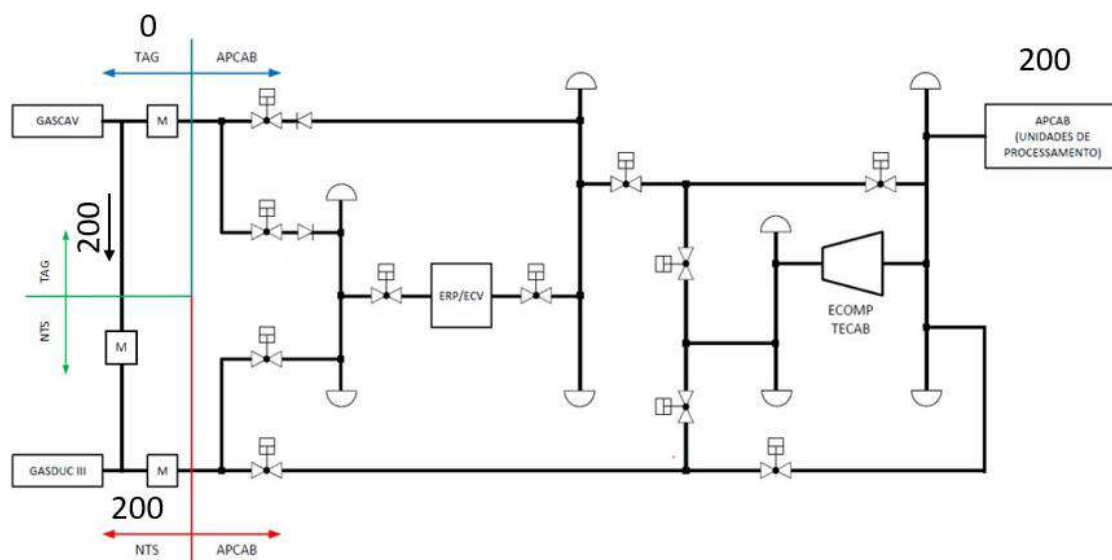 0
TAG
APCAB
200
GASCAV
M
APCAB
(UNIDADES DE
PROCESSAMENTO)
200
TAG
NTS
M
ERP/ECV
ECOMP
TECAB
GASDUC III
M
200
NTS
APCAB